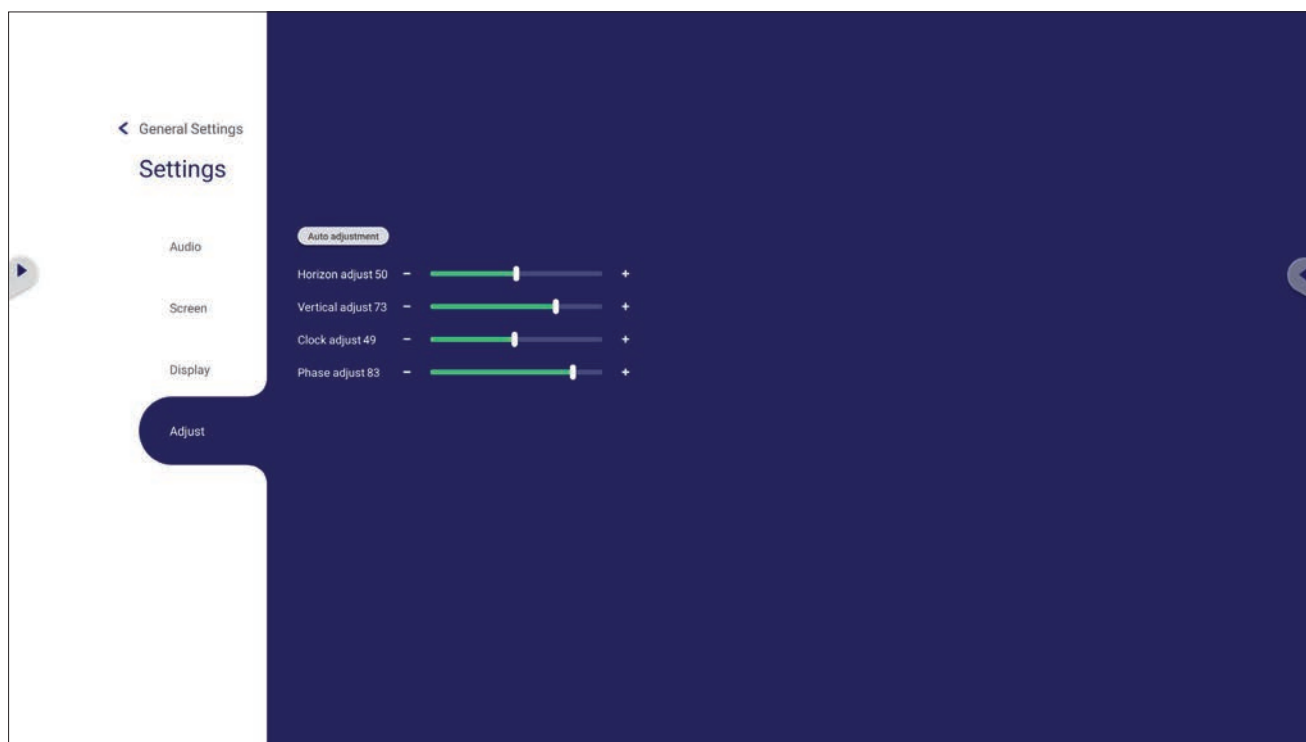 General Settings
Settings
Audio
Screen
Display
Adjust
Auto adjustment
Horizon adjust 50 - +
Vertical adjust 73 - +
Clock adjust 49 - +
Phase adjust 83 - +